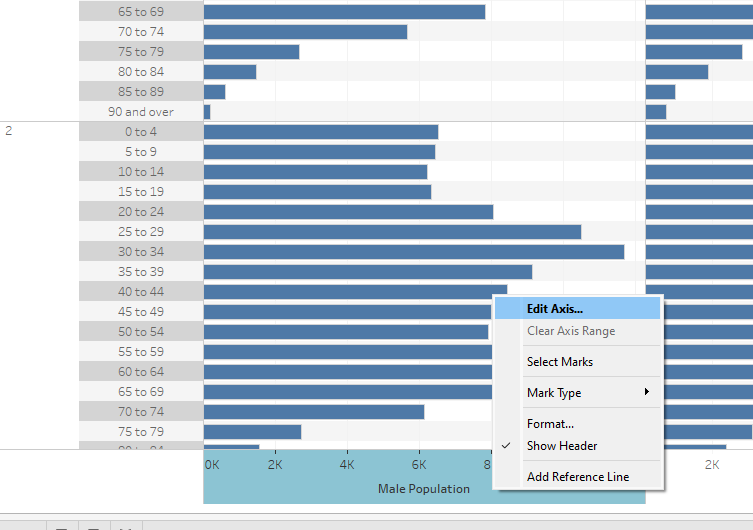 65 to 69
70 to 74
75 to 79
80 to 84
85 to 89
90 and over
2 0 to 4
5 to 9
10 to 14
15 to 19
20 to 24
25 to 29
30 to 34
35 to 39
40 to 44
45 to 49
50 to 54
55 to 59
60 to 64
65 to 69
70 to 74
75 to 79
Edit Axis...
Clear Axis Range
Select Marks
Mark Type
Format...
Show Header
Add Reference Line
0K 2K 4K 6K 8 2K
Male Population